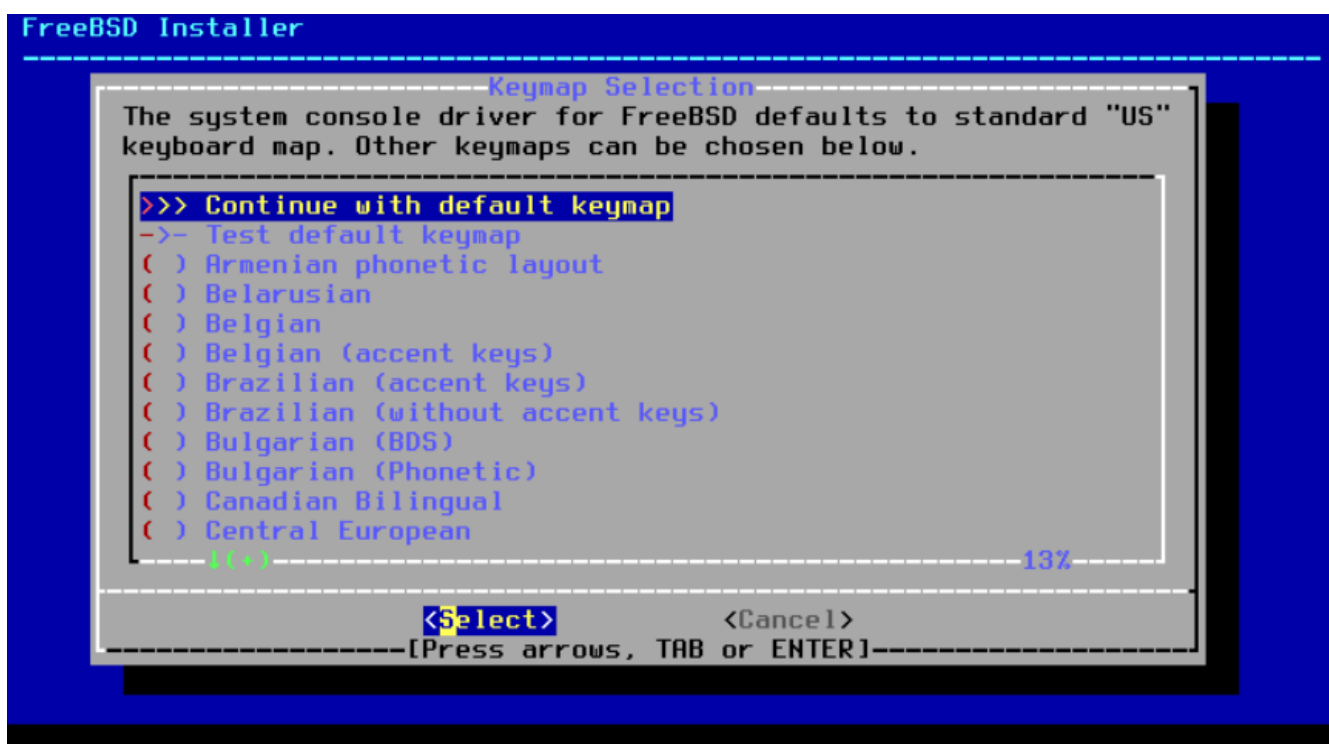 FreeBSD Installer
Keymap Selection
The system console driver for FreeBSD defaults to standard "US"
keyboard map. Other keymaps can be chosen below.
>>> Continue with default keymap
->- Test default keymap
( ) Armenian phonetic layout
( ) Belarusian
( ) Belgian
( ) Belgian (accent keys)
( ) Brazilian (accent keys)
( ) Brazilian (without accent keys)
( ) Bulgarian (BDS)
( ) Bulgarian (Phonetic)
( ) Canadian Bilingual
( ) Central European
↓(+) 13%
<Select> <Cancel>
[Press arrows, TAB or ENTER]